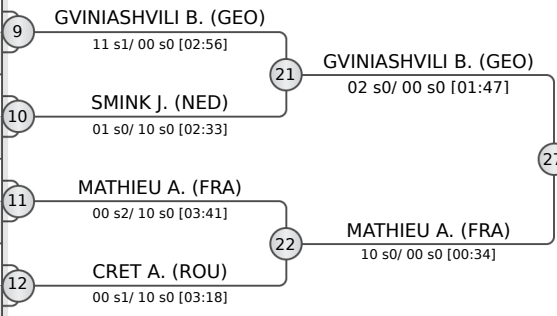 9
GVINIASHVILI B. (GEO)
11 s1/ 00 s0 [02:56]
21
GVINIASHVILI B. (GEO)
02 s0/ 00 s0 [01:47]
10
SMINK J. (NED)
01 s0/ 10 s0 [02:33]
27
11
MATHIEU A. (FRA)
00 s2/ 10 s0 [03:41]
22
MATHIEU A. (FRA)
10 s0/ 00 s0 [00:34]
12
CRET A. (ROU)
00 s1/ 10 s0 [03:18]